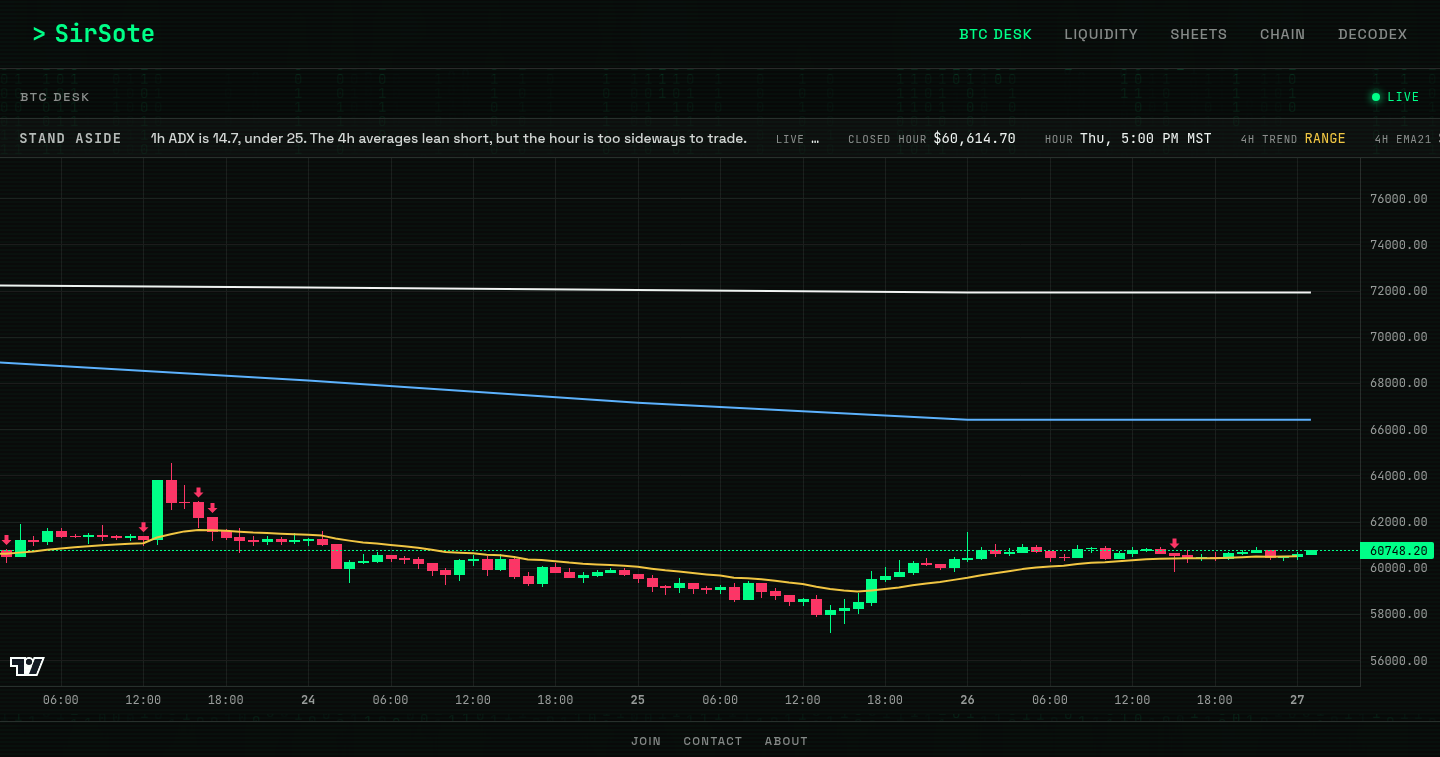 > SirSote
BTC DESK LIQUIDITY SHEETS CHAIN DECODEX
BTC DESK
LIVE
STAND ASIDE 1h ADX is 14.7, under 25. The 4h averages lean short, but the hour is too sideways to trade. LIVE … CLOSED HOUR $60,614.70 HOUR Thu, 5:00 PM MST 4H TREND RANGE 4H EMA21
76000.00
74000.00
72000.00
70000.00
68000.00
66000.00
64000.00
62000.00
60748.20
60000.00
58000.00
56000.00
06:00 12:00 18:00 24 06:00 12:00 18:00 25 06:00 12:00 18:00 26 06:00 12:00 18:00 27
JOIN CONTACT ABOUT